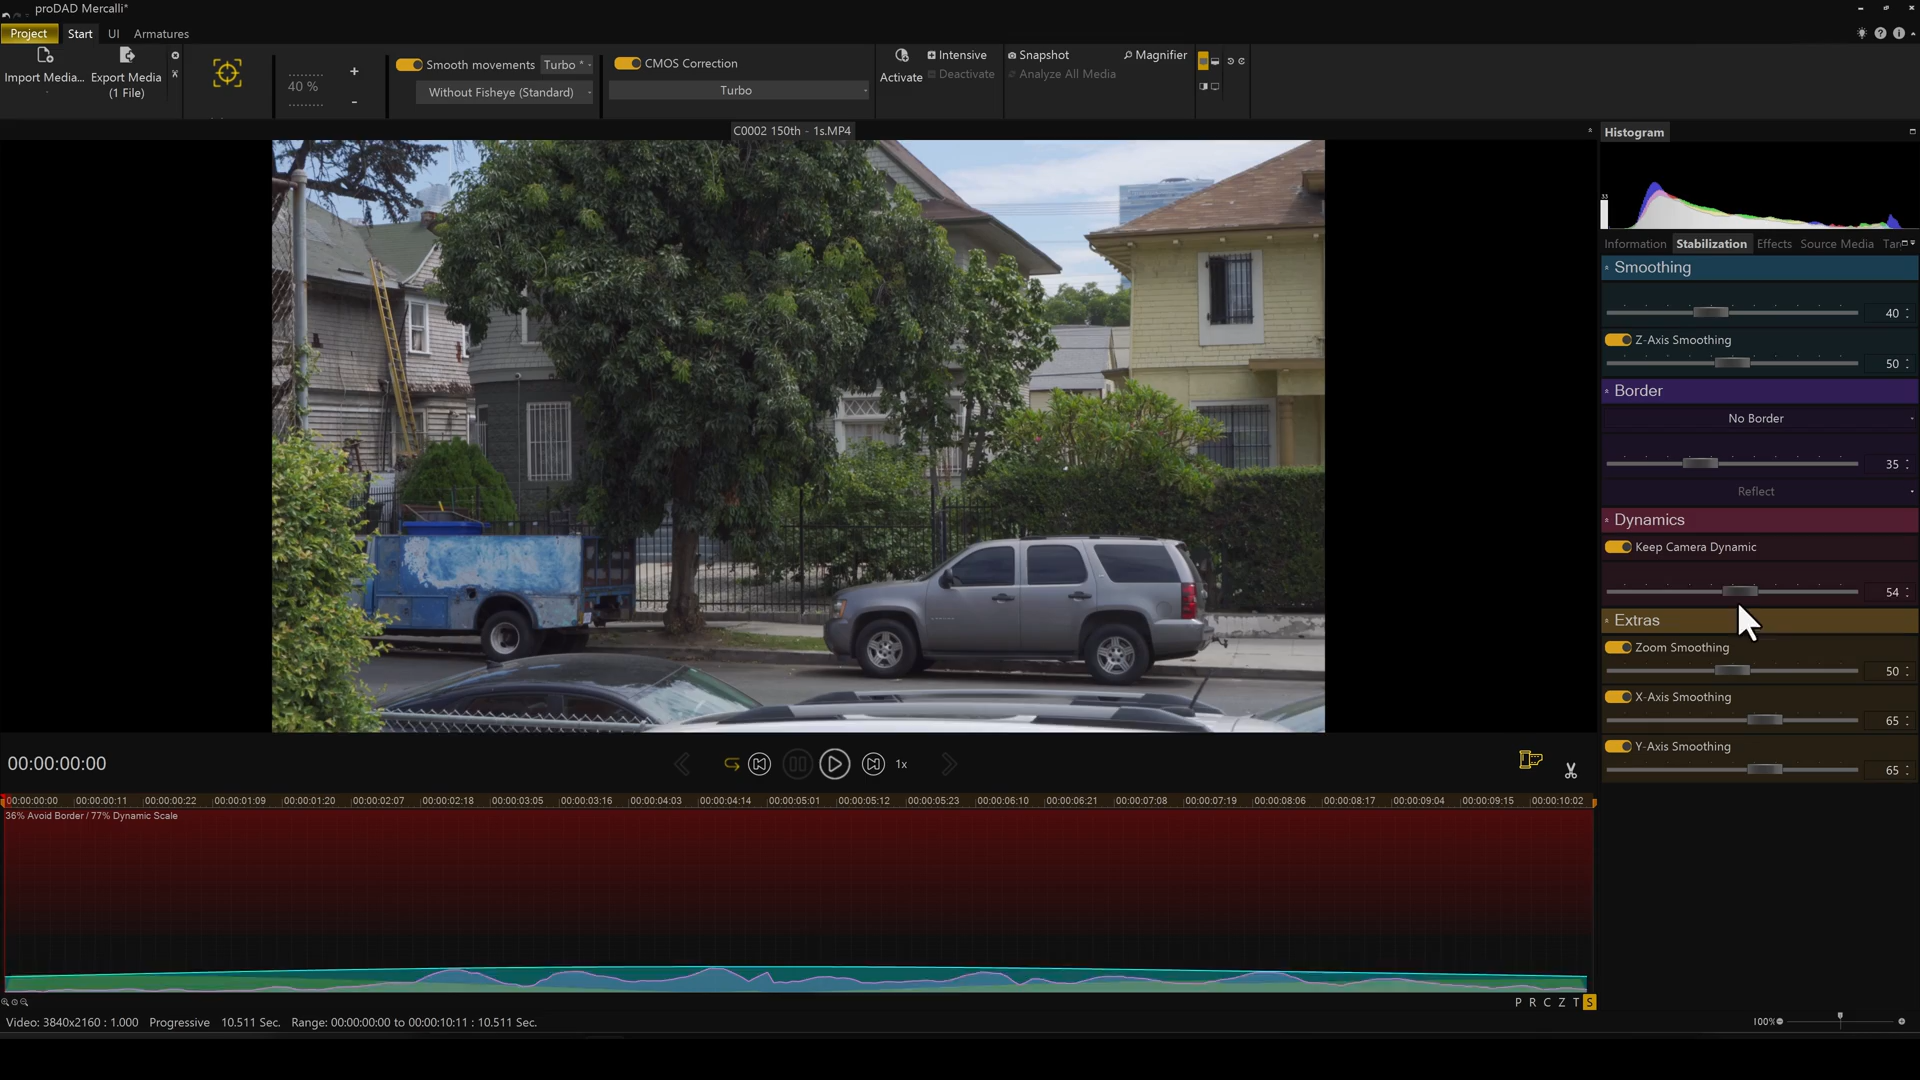 proDAD Mercalli*
Project Start UI Armatures
Import Media...
Export Media
(1 File)
40 %
+
-
Smooth movements Turbo *
Without Fisheye (Standard)
CMOS Correction
Turbo
Activate
Intensive
Deactivate
Snapshot
Analyze All Media
Magnifier
C0002 150th - 1s.MP4
Histogram
33
Information Stabilization Effects Source Media Tar
Smoothing
40
Z-Axis Smoothing
50
Border
No Border
35
Reflect
Dynamics
Keep Camera Dynamic
54
Extras
Zoom Smoothing
50
X-Axis Smoothing
65
Y-Axis Smoothing
65
00:00:00:00
1x
00:00:00:00 00:00:00:11 00:00:00:22 00:00:01:09 00:00:01:20 00:00:02:07 00:00:02:18 00:00:03:05 00:00:03:16 00:00:04:03 00:00:04:14 00:00:05:01 00:00:05:12 00:00:05:23 00:00:06:10 00:00:06:21 00:00:07:08 00:00:07:19 00:00:08:06 00:00:08:17 00:00:09:04 00:00:09:15 00:00:10:02
36% Avoid Border / 77% Dynamic Scale
P R C Z T S
Video: 3840x2160 : 1.000 Progressive 10.511 Sec. Range: 00:00:00:00 to 00:00:10:11 : 10.511 Sec.
100%